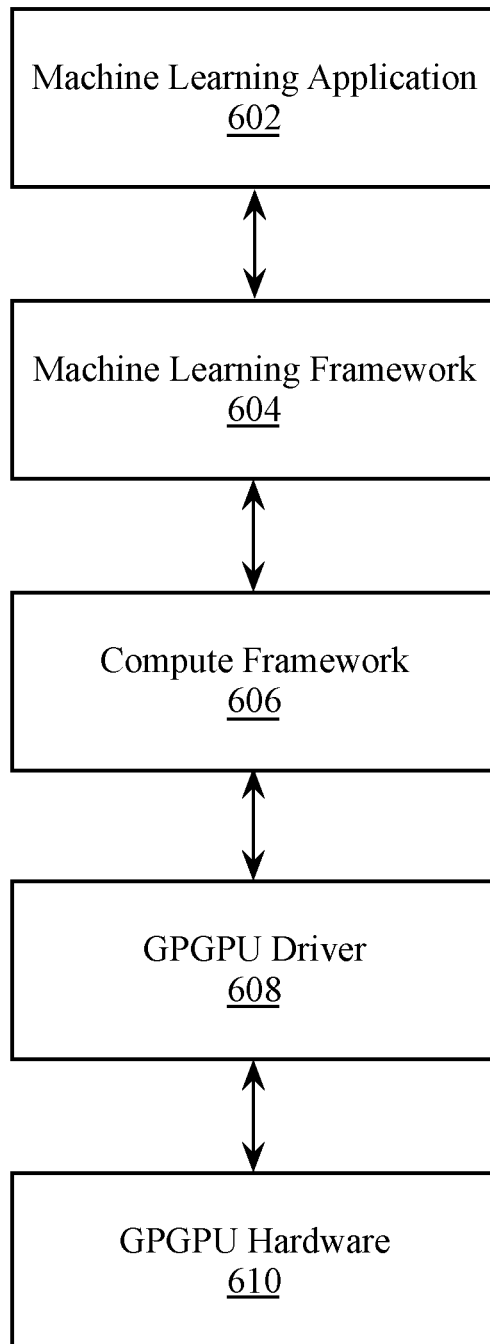 Machine Learning Application
602
Machine Learning Framework
604
Compute Framework
606
GPGPU Driver
608
GPGPU Hardware
610